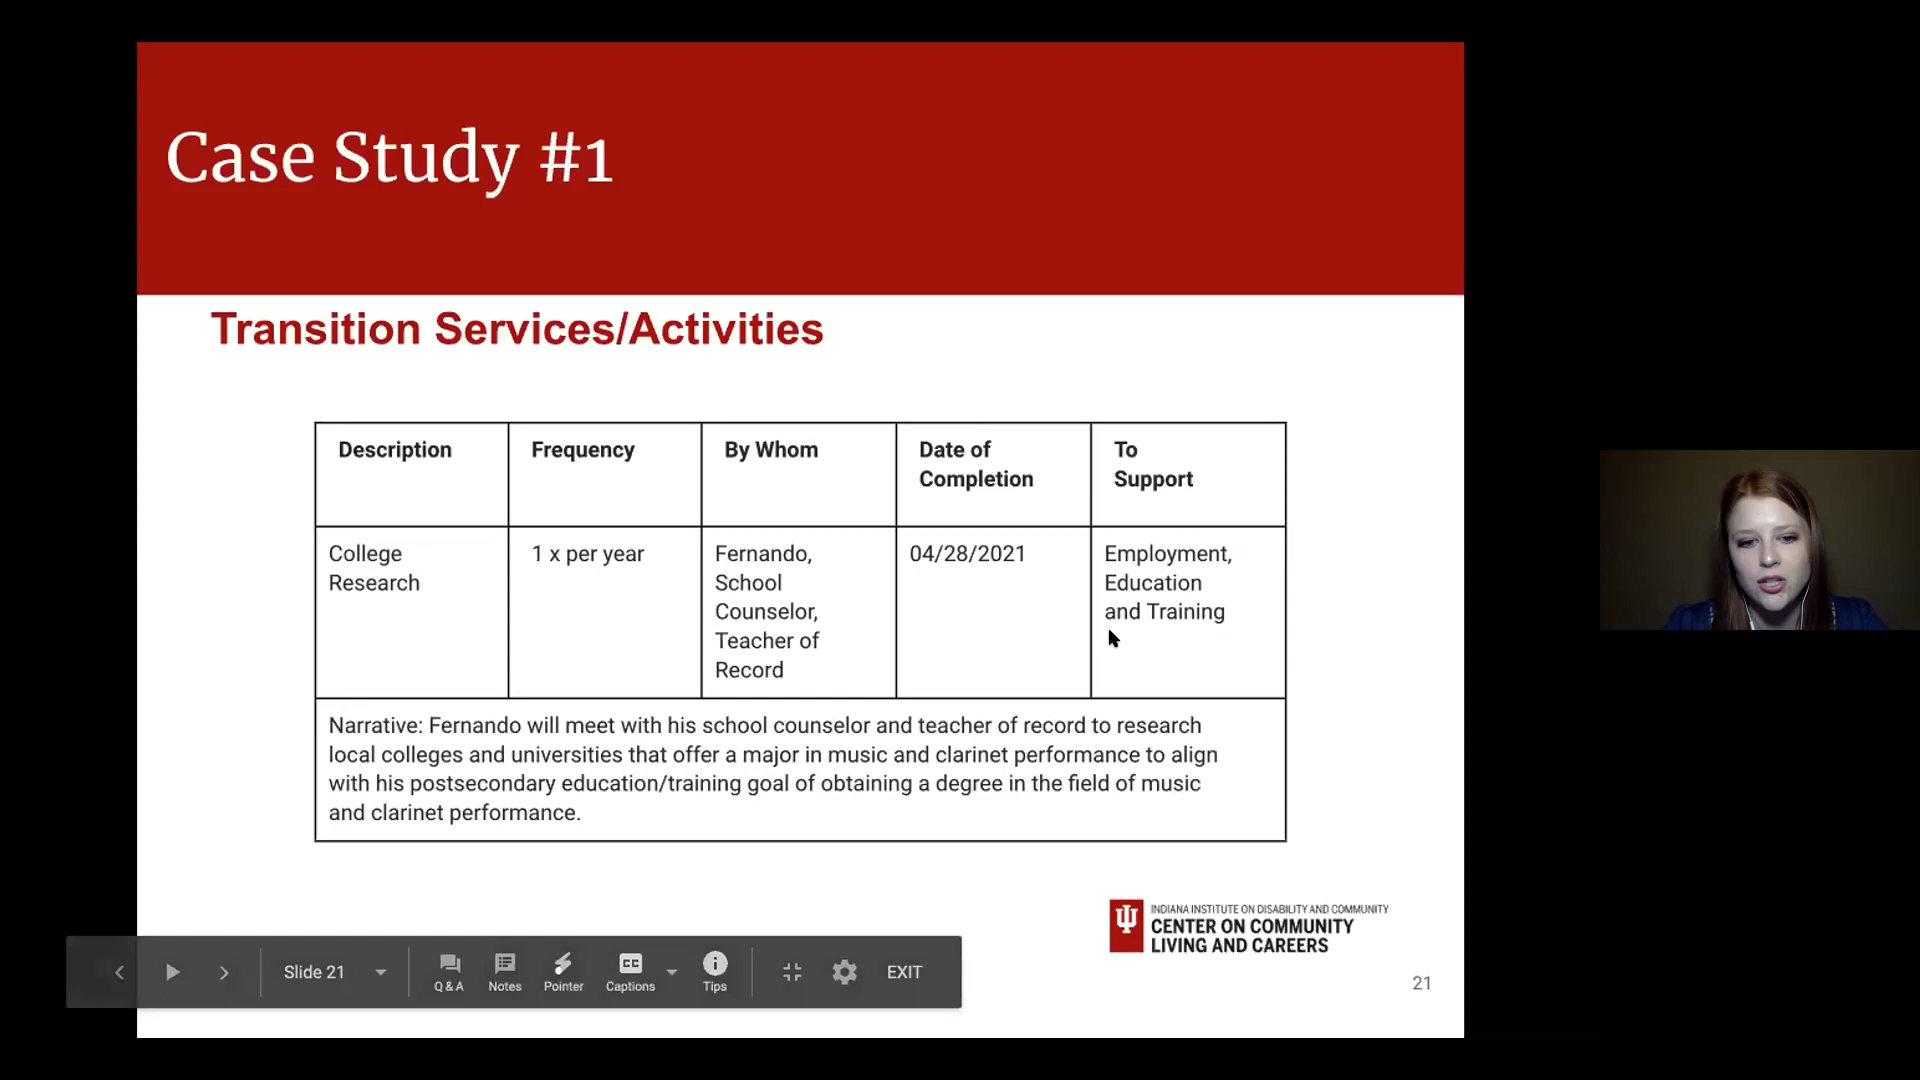 Case Study #1
Transition Services/Activities
Description
Frequency
By Whom
Date of
Completion
To
Support
College
Research
1 x per year
Fernando,
School
Counselor,
Teacher of
Record
04/28/2021
Employment,
Education
and Training
Narrative: Fernando will meet with his school counselor and teacher of record to research
local colleges and universities that offer a major in music and clarinet performance to align
with his postsecondary education/training goal of obtaining a degree in the field of music
and clarinet performance.
INDIANA INSTITUTE ON DISABILITY AND COMMUNITY
CENTER ON COMMUNITY
LIVING AND CAREERS
Slide 21
Q & A
Notes
Pointer
CC
Captions
Tips
EXIT
21